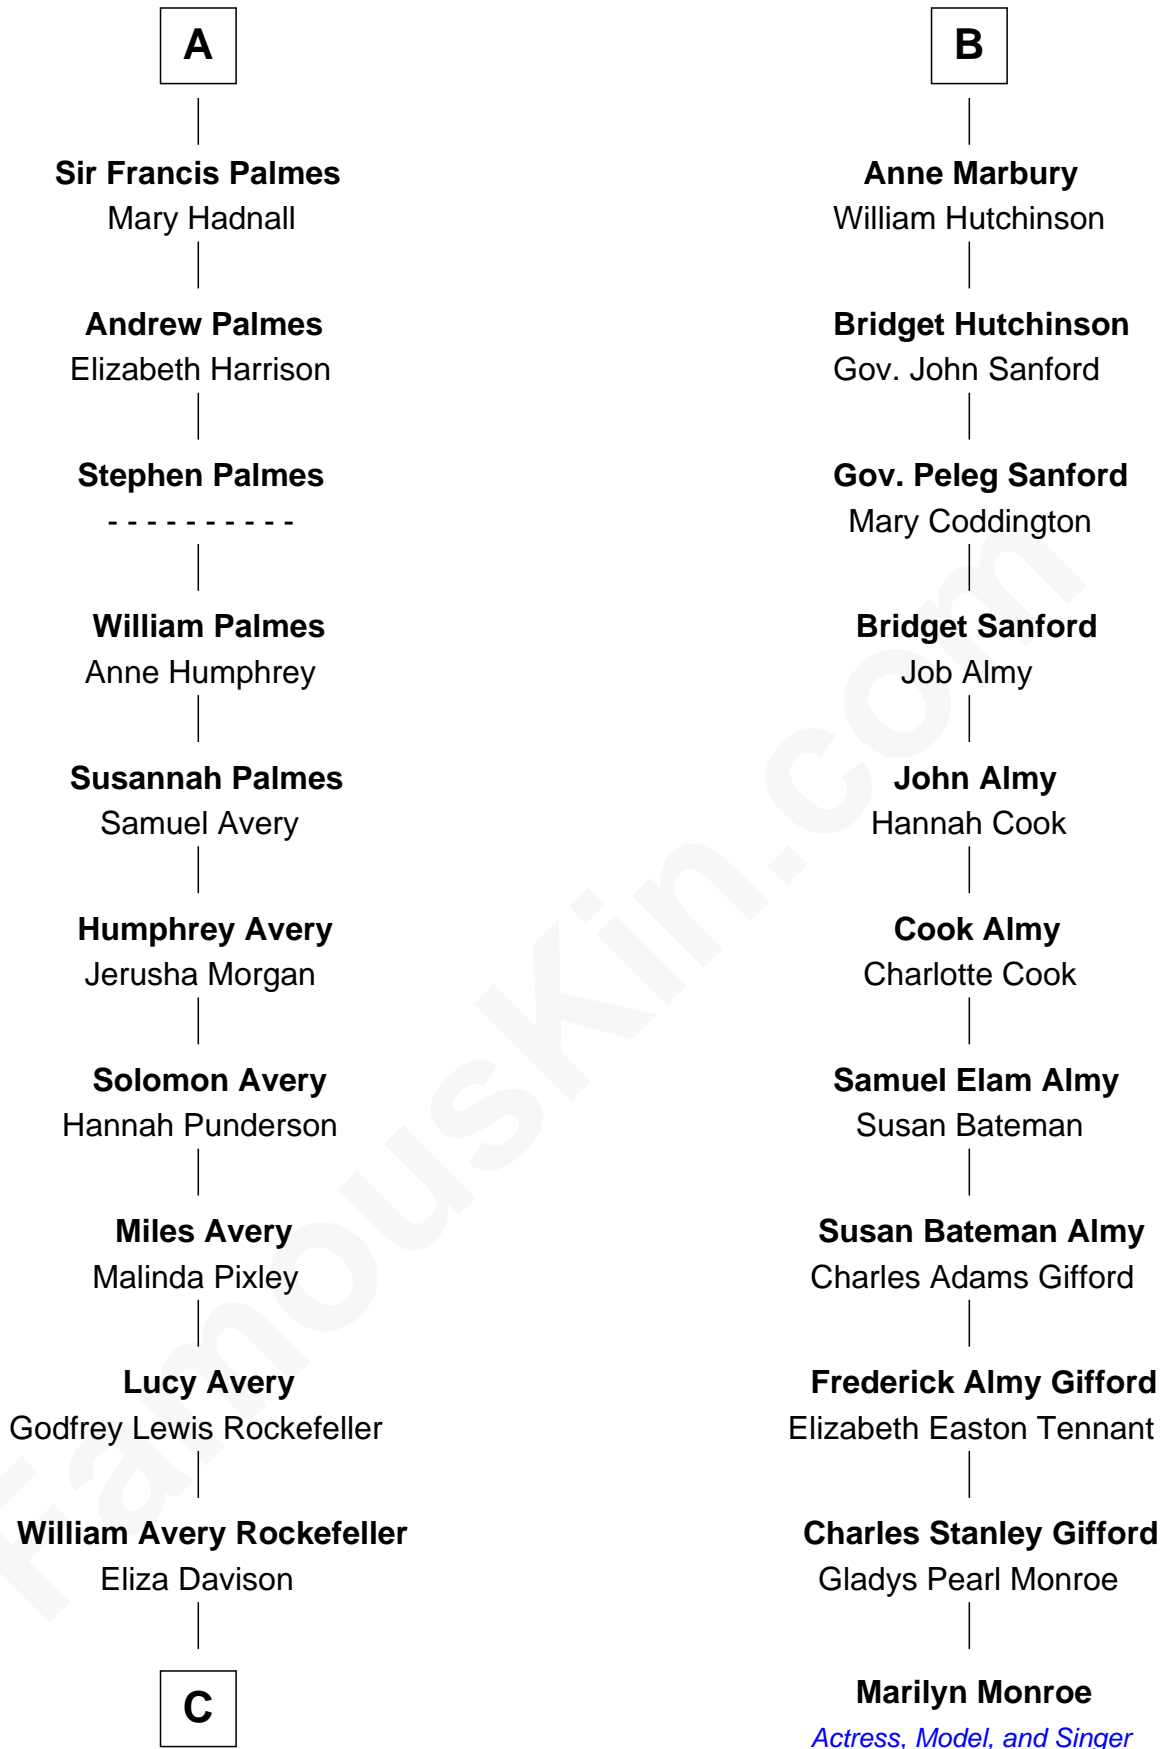 A
Sir Francis Palmes
Mary Hadnall
Andrew Palmes
Elizabeth Harrison
Stephen Palmes
- - - - - - - - - -
William Palmes
Anne Humphrey
Susannah Palmes
Samuel Avery
Humphrey Avery
Jerusha Morgan
Solomon Avery
Hannah Punderson
Miles Avery
Malinda Pixley
Lucy Avery
Godfrey Lewis Rockefeller
William Avery Rockefeller
Eliza Davison
C
B
Anne Marbury
William Hutchinson
Bridget Hutchinson
Gov. John Sanford
Gov. Peleg Sanford
Mary Coddington
Bridget Sanford
Job Almy
John Almy
Hannah Cook
Cook Almy
Charlotte Cook
Samuel Elam Almy
Susan Bateman
Susan Bateman Almy
Charles Adams Gifford
Frederick Almy Gifford
Elizabeth Easton Tennant
Charles Stanley Gifford
Gladys Pearl Monroe
Marilyn Monroe
Actress, Model, and Singer
FamousKin.com